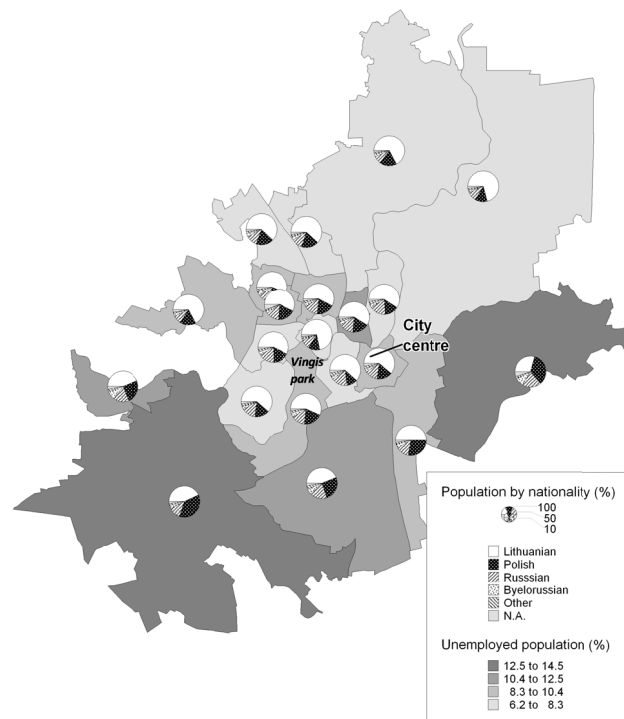 City
centre
Vingis
park
Population by nationality (%)
100
50
10
Lithuanian
Polish
Russsian
Byelorussian
Other
N.A.
Unemployed population (%)
12.5 to 14.5
10.4 to 12.5
8.3 to 10.4
6.2 to 8.3